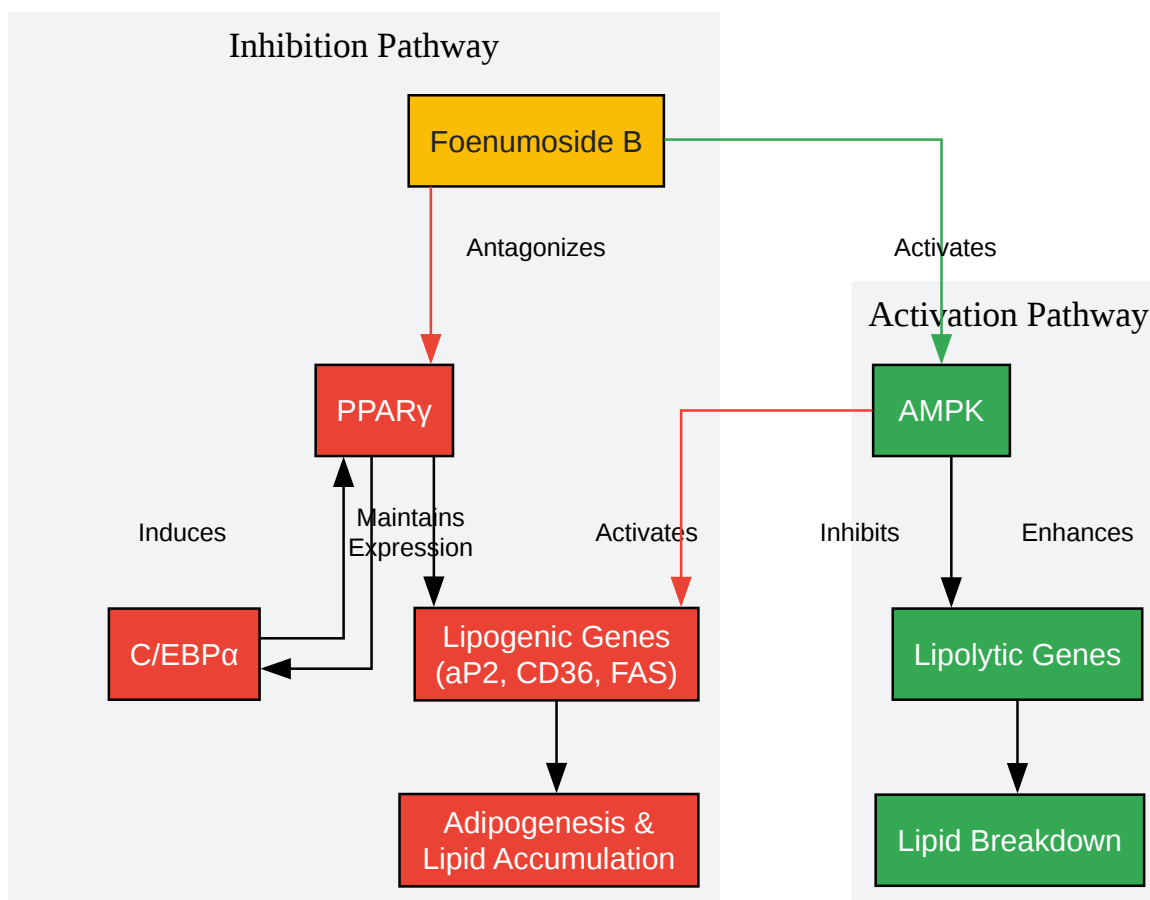 Inhibition Pathway
Foenumoside B
Antagonizes
Activates
Activation Pathway
PPARγ
AMPK
Induces
Maintains
Expression
Activates
Inhibits
Enhances
C/EBPα
Lipogenic Genes
(aP2, CD36, FAS)
Lipolytic Genes
Adipogenesis &
Lipid Accumulation
Lipid Breakdown